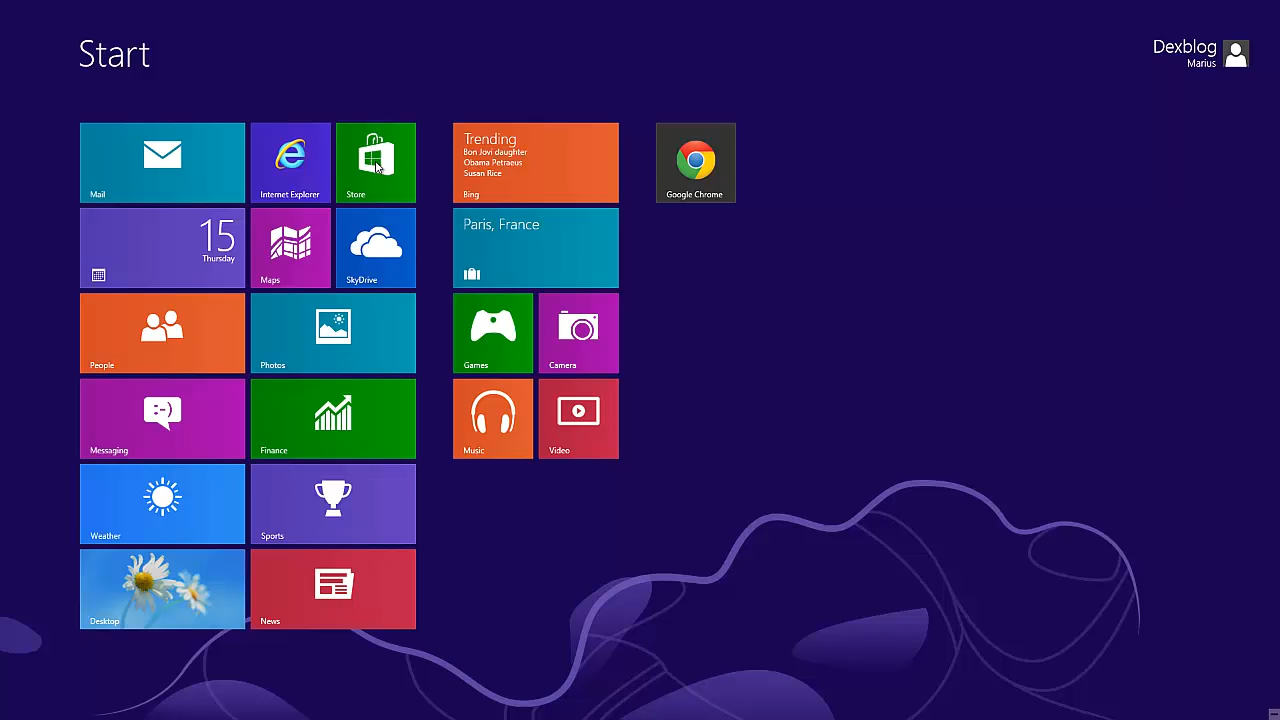 Start
Dexblog
Marius
Mail
Internet Explorer
Store
Trending
Bon Jovi daughter
Obama Petraeus
Susan Rice
Bing
Google Chrome
15
Thursday
Maps
SkyDrive
Paris, France
People
Photos
Games
Camera
Messaging
:-)
Finance
Music
Video
Weather
Sports
Desktop
News